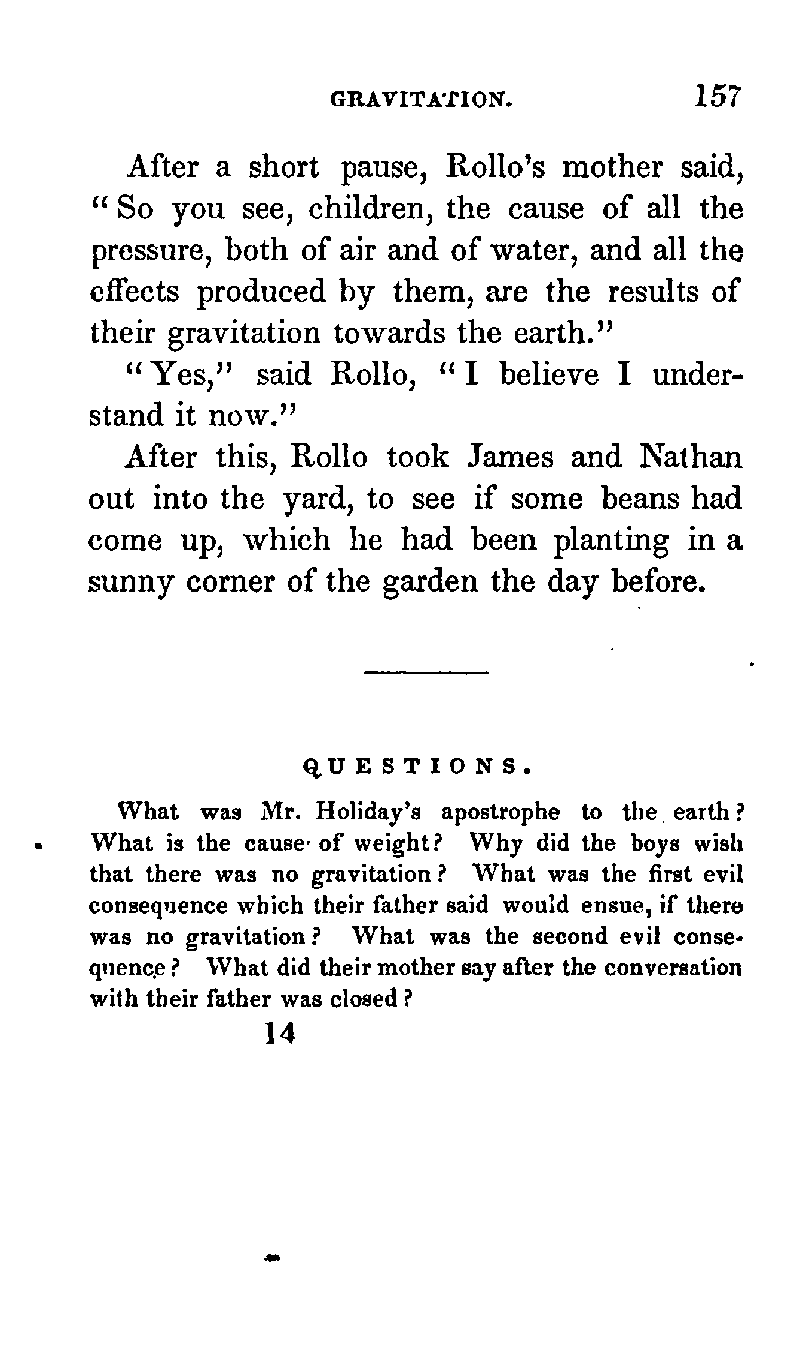 GRAVITATION. 157
After a short pause, Rollo's mother said,
“So you see, children, the cause of all the
pressure, both of air and of water, and all the
effects produced by them, are the results of
their gravitation towards the earth.”
“Yes,” said Rollo, “I believe I under-
stand it now.”
After this, Rollo took James and Nathan
out into the yard, to see if some beans had
come up, which he had been planting in a
sunny corner of the garden the day before.
QUESTIONS.
What was Mr. Holiday's apostrophe to the earth?
What is the cause of weight? Why did the boys wish
that there was no gravitation? What was the first evil
consequence which their father said would ensue, if there
was no gravitation? What was the second evil conse-
quence? What did their mother say after the conversation
with their father was closed?
14